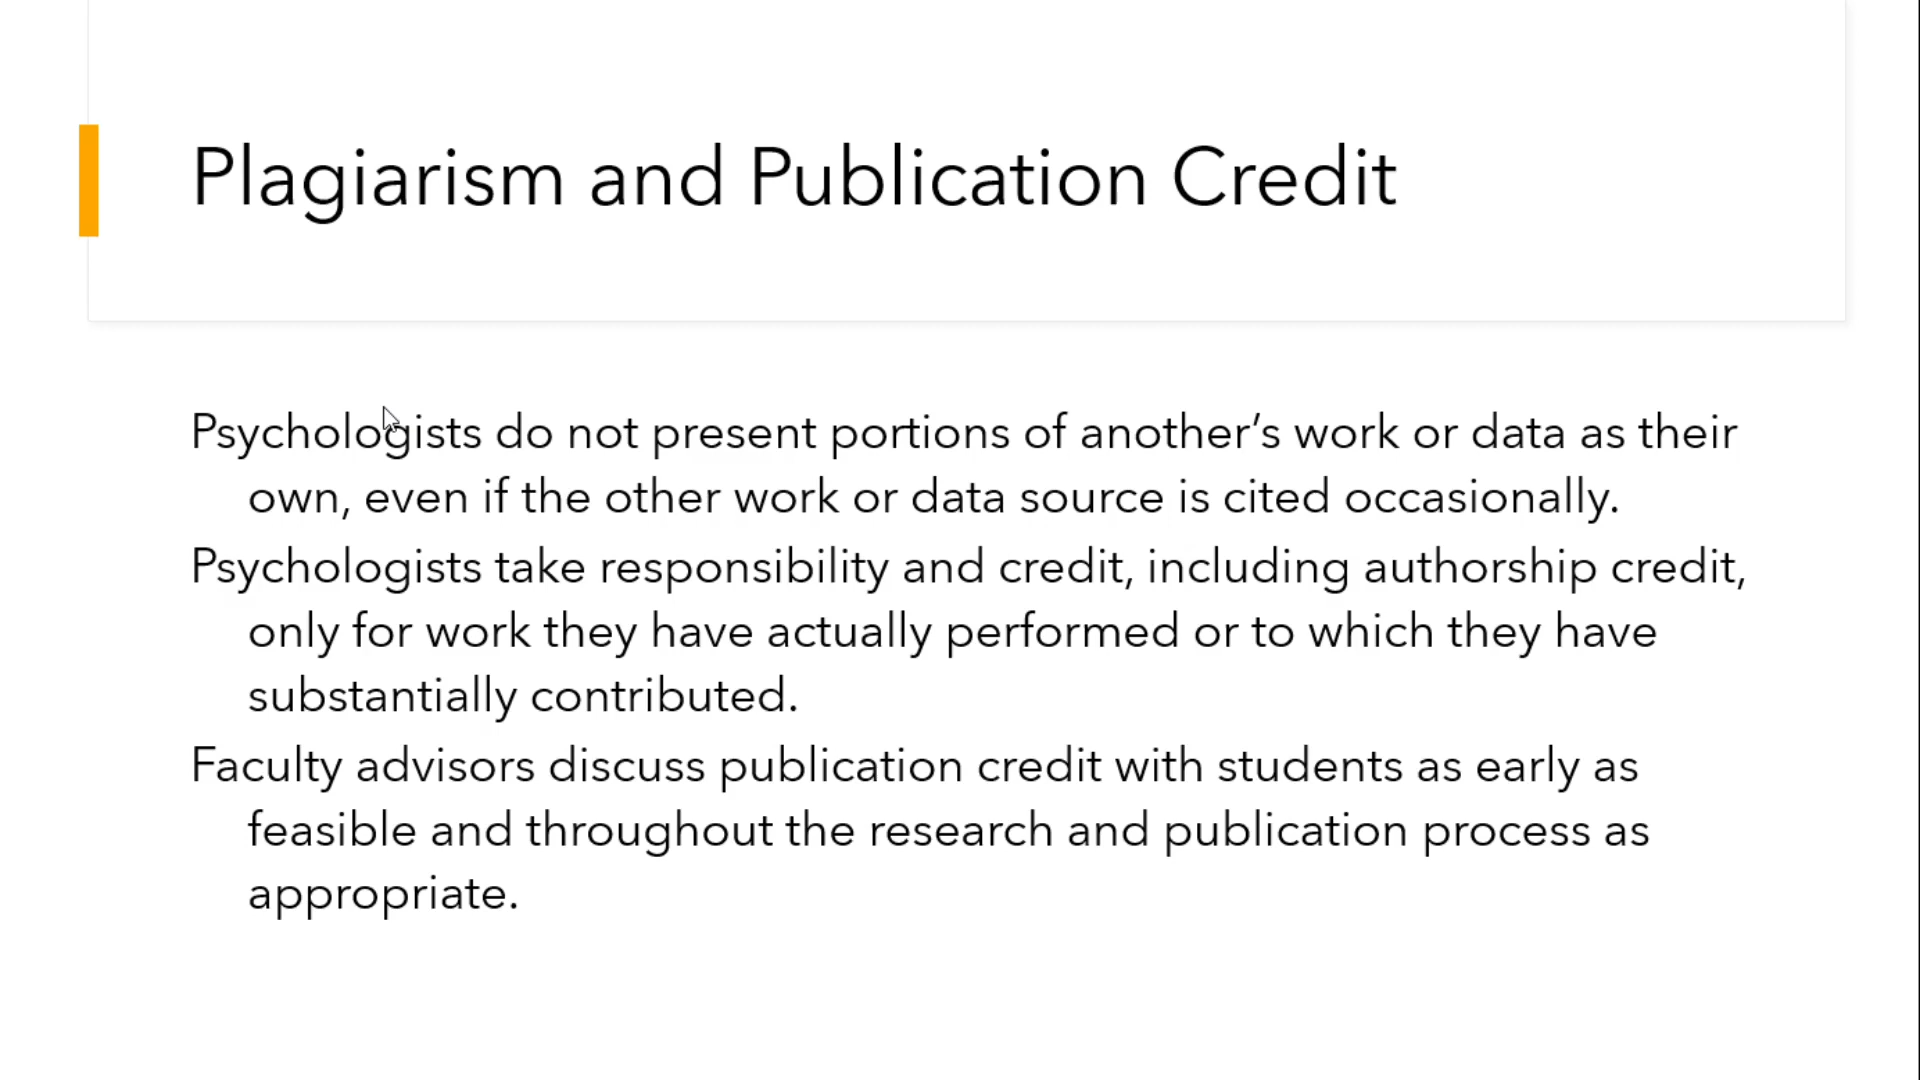 Plagiarism and Publication Credit
Psychologists do not present portions of another’s work or data as their
own, even if the other work or data source is cited occasionally.
Psychologists take responsibility and credit, including authorship credit,
only for work they have actually performed or to which they have
substantially contributed.
Faculty advisors discuss publication credit with students as early as
feasible and throughout the research and publication process as
appropriate.